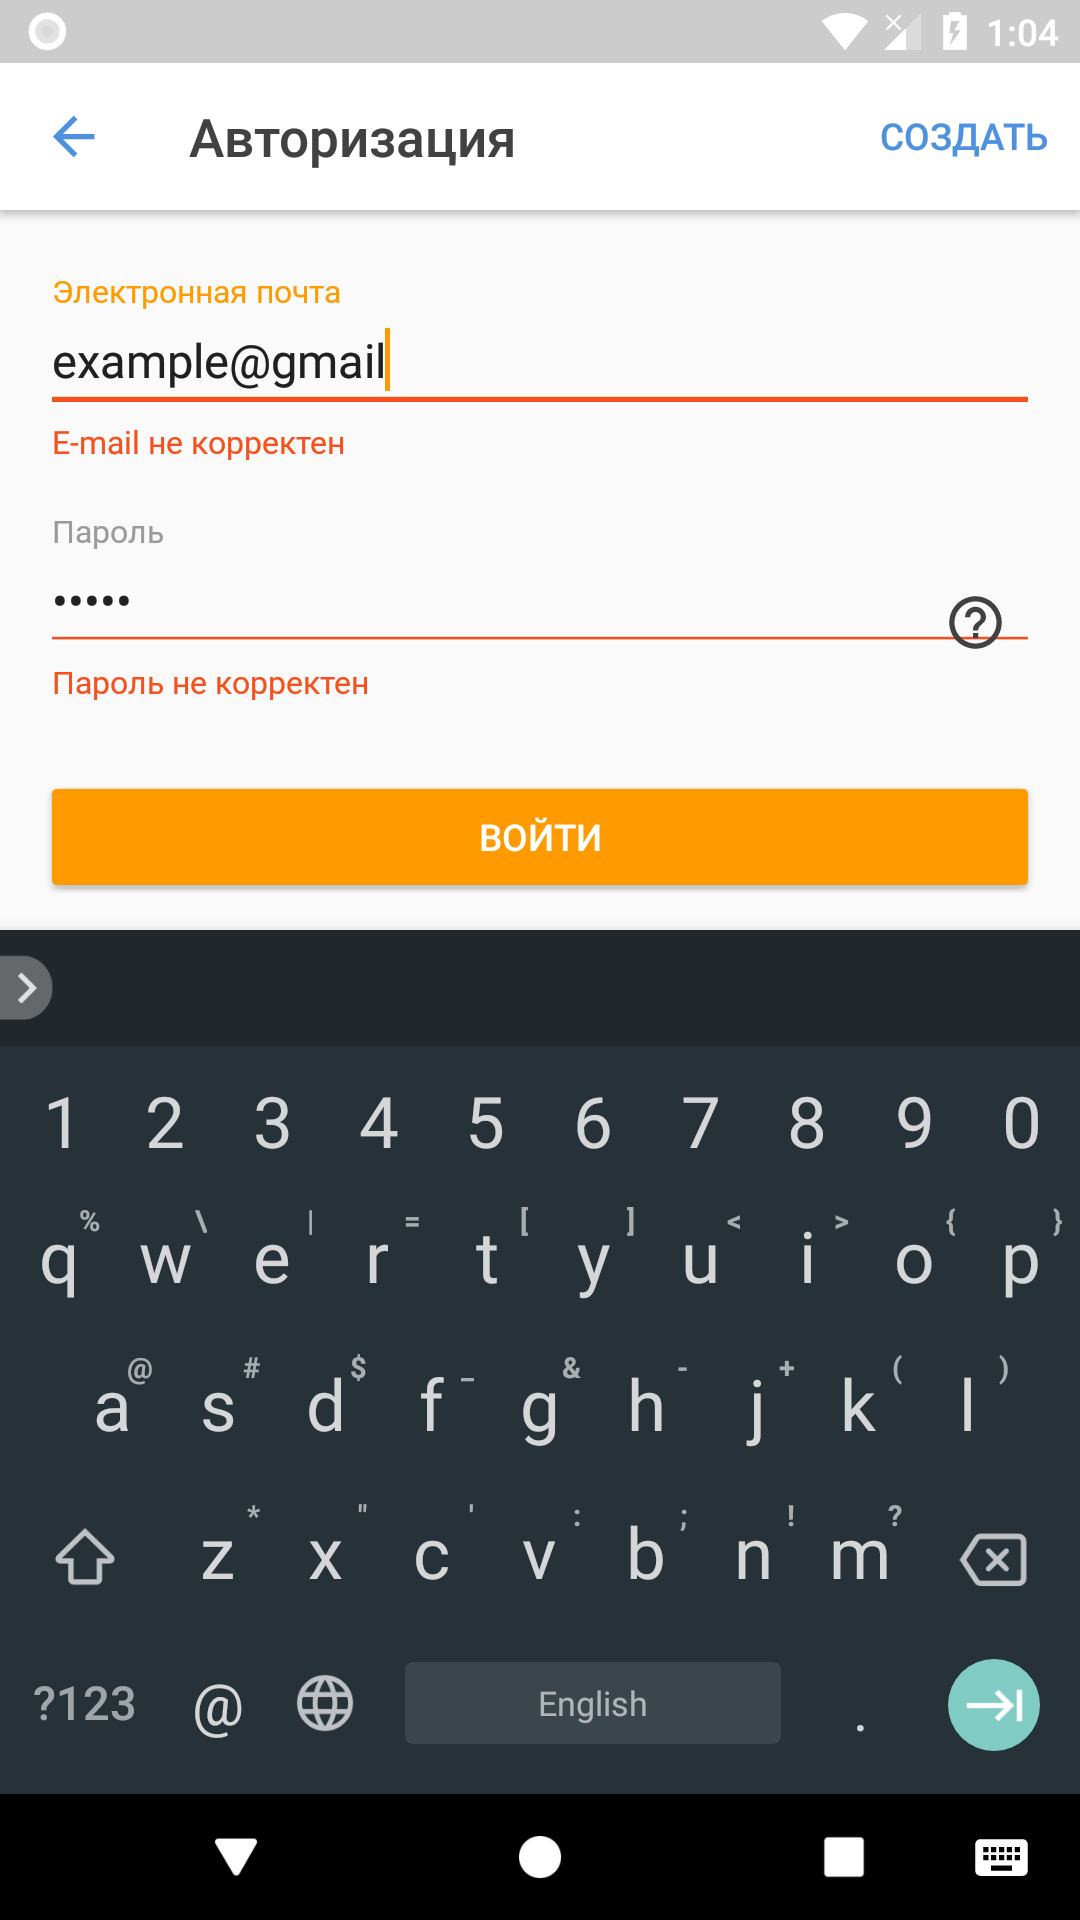 1:04
Авторизация СОЗДАТЬ
Электронная почта
example@gmail
E-mail не корректен
Пароль
•••••
Пароль не корректен
ВОЙТИ
1 2 3 4 5 6 7 8 9 0
% \ | = [ ] < > { }
q w e r t y u i o p
@ # $ _ & - + ( )
a s d f g h j k l
* " ' : ; ! ?
z x c v b n m
?123 @ English .